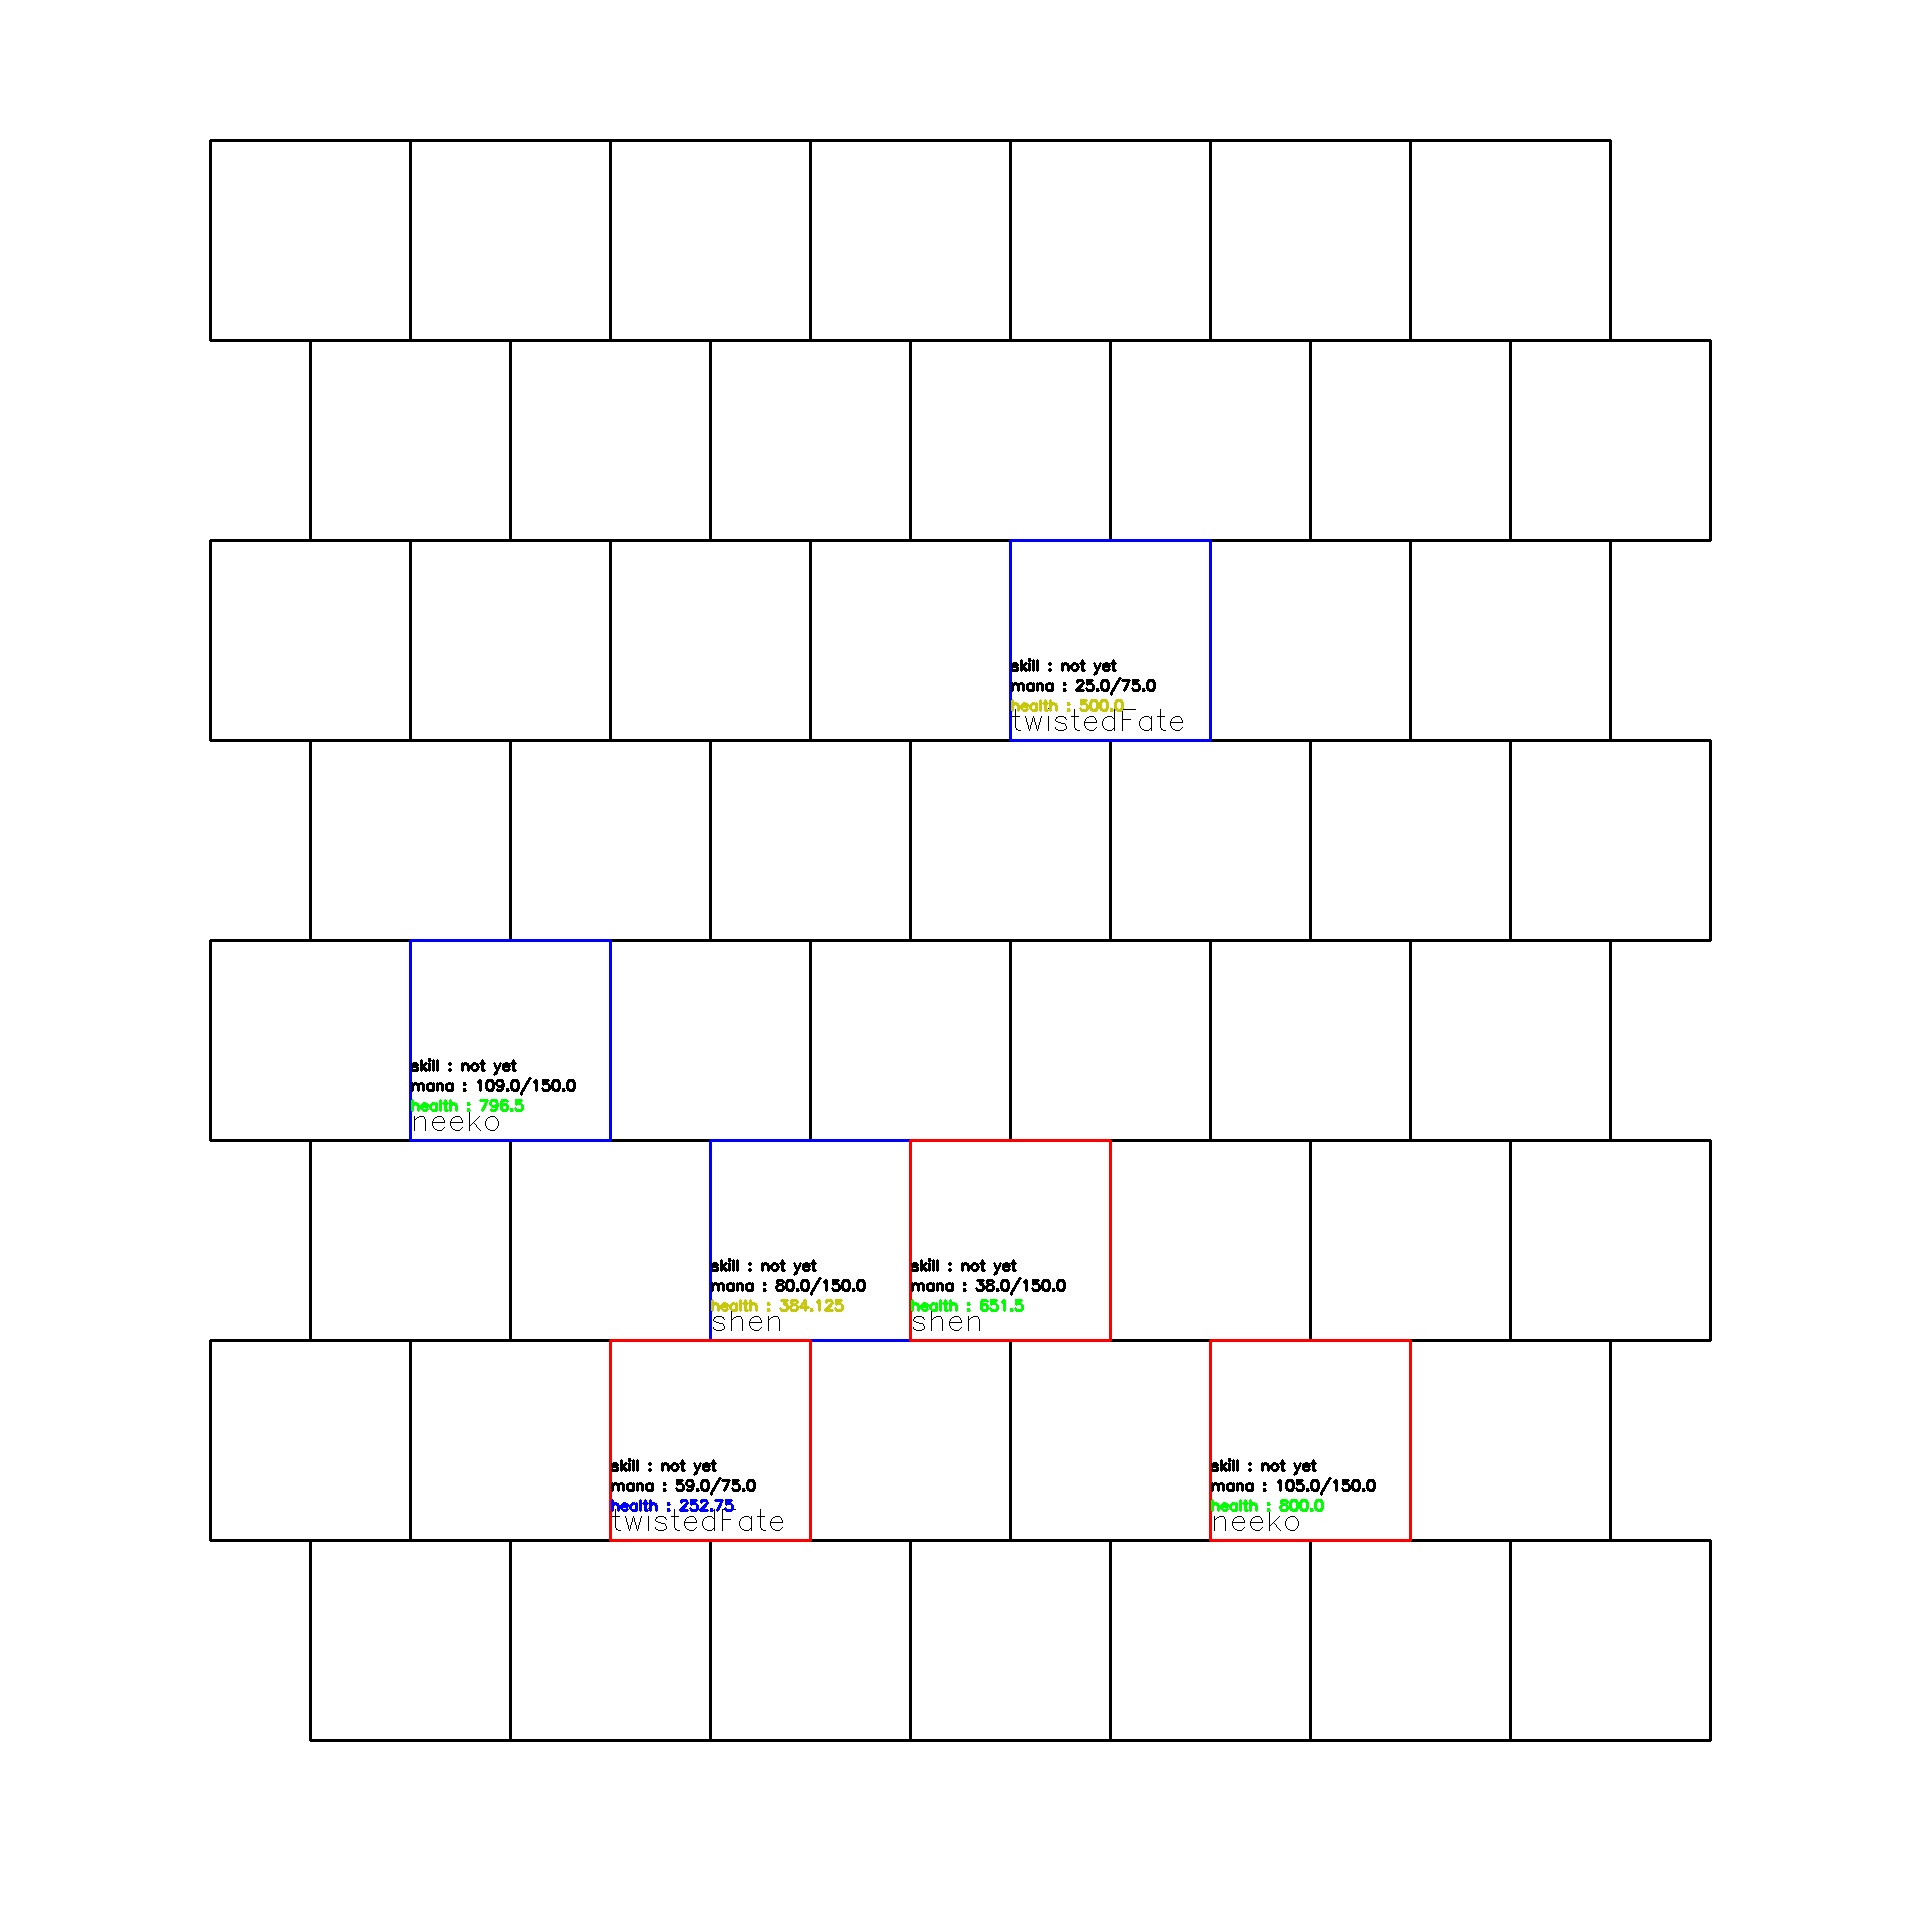 skill : not yet
mana : 25.0/75.0
health : 500.0
twistedFate
skill : not yet
mana : 109.0/150.0
health : 796.5
neeko
skill : not yet
mana : 80.0/150.0
health : 384.125
shen
skill : not yet
mana : 38.0/150.0
health : 651.5
shen
skill : not yet
mana : 59.0/75.0
health : 252.75
twistedFate
skill : not yet
mana : 105.0/150.0
health : 800.0
neeko